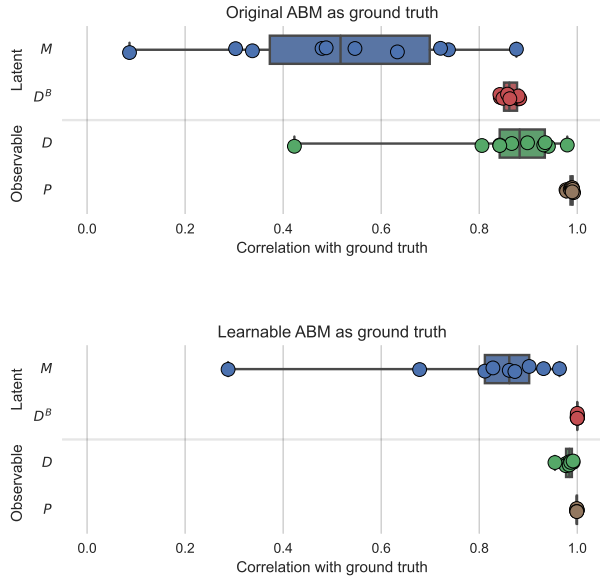 Original ABM as ground truth
Latent
M
D^B
Observable
D
P
0.0 0.2 0.4 0.6 0.8 1.0
Correlation with ground truth
Learnable ABM as ground truth
Latent
M
D^B
Observable
D
P
0.0 0.2 0.4 0.6 0.8 1.0
Correlation with ground truth